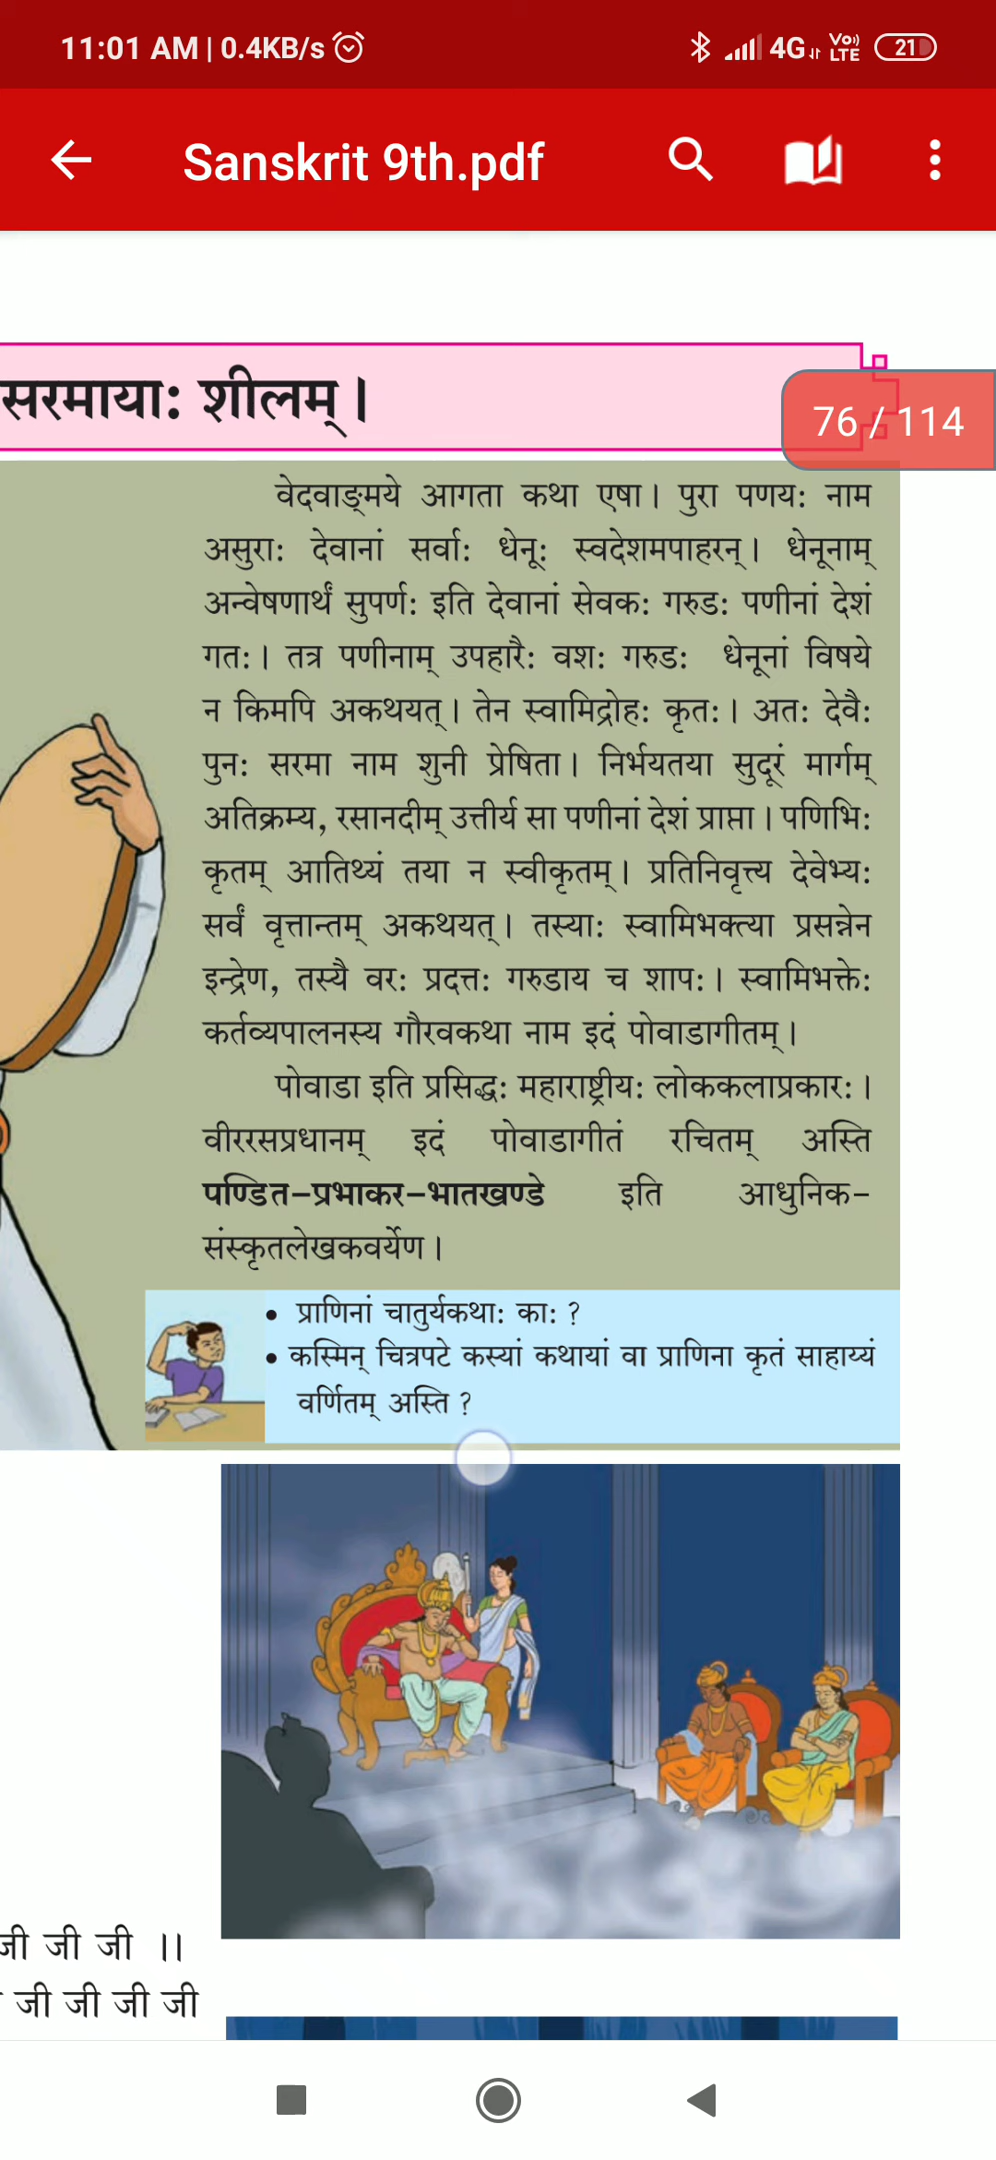 11:01 AM | 0.4KB/s
4G Vo) LTE 21
Sanskrit 9th.pdf
सरमायाः शीलम्।
76 / 114
वेदवाङ्मये आगता कथा एषा। पुरा पणयः नाम
असुराः देवानां सर्वाः धेनूः स्वदेशमपाहरन्। धेनूनाम्
अन्वेषणार्थं सुपर्णः इति देवानां सेवकः गरुडः पणीनां देशं
गतः। तत्र पणीनाम् उपहारैः वशः गरुडः धेनूनां विषये
न किमपि अकथयत्। तेन स्वामिद्रोहः कृतः। अतः देवैः
पुनः सरमा नाम शुनी प्रेषिता। निर्भयतया सुदूरं मार्गम्
अतिक्रम्य, रसानदीम् उत्तीर्य सा पणीनां देशं प्राप्ता। पणिभिः
कृतम् आतिथ्यं तया न स्वीकृतम्। प्रतिनिवृत्त्य देवेभ्यः
सर्वं वृत्तान्तम् अकथयत्। तस्याः स्वामिभक्त्या प्रसन्नेन
इन्द्रेण, तस्यै वरः प्रदत्तः गरुडाय च शापः। स्वामिभक्तेः
कर्तव्यपालनस्य गौरवकथा नाम इदं पोवाडागीतम्।
पोवाडा इति प्रसिद्धः महाराष्ट्रीयः लोककलाप्रकारः।
वीररसप्रधानम् इदं पोवाडागीतं रचितम् अस्ति
पण्डित-प्रभाकर-भातखण्डे इति आधुनिक-
संस्कृतलेखकवर्येण।
• प्राणिनां चातुर्यकथाः काः ?
• कस्मिन् चित्रपटे कस्यां कथायां वा प्राणिना कृतं साहाय्यं
वर्णितम् अस्ति ?
जी जी जी ।।
जी जी जी जी